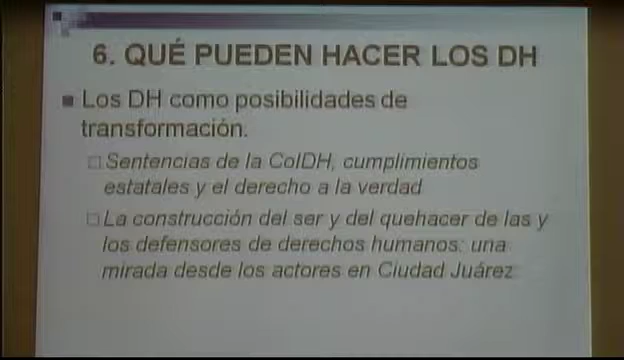 6. QUÉ PUEDEN HACER LOS DH
Los DH como posibilidades de
transformación.
Sentencias de la CoIDH, cumplimientos
estatales y el derecho a la verdad
La construcción del ser y del quehacer de las y
los defensores de derechos humanos: una
mirada desde los actores en Ciudad Juárez